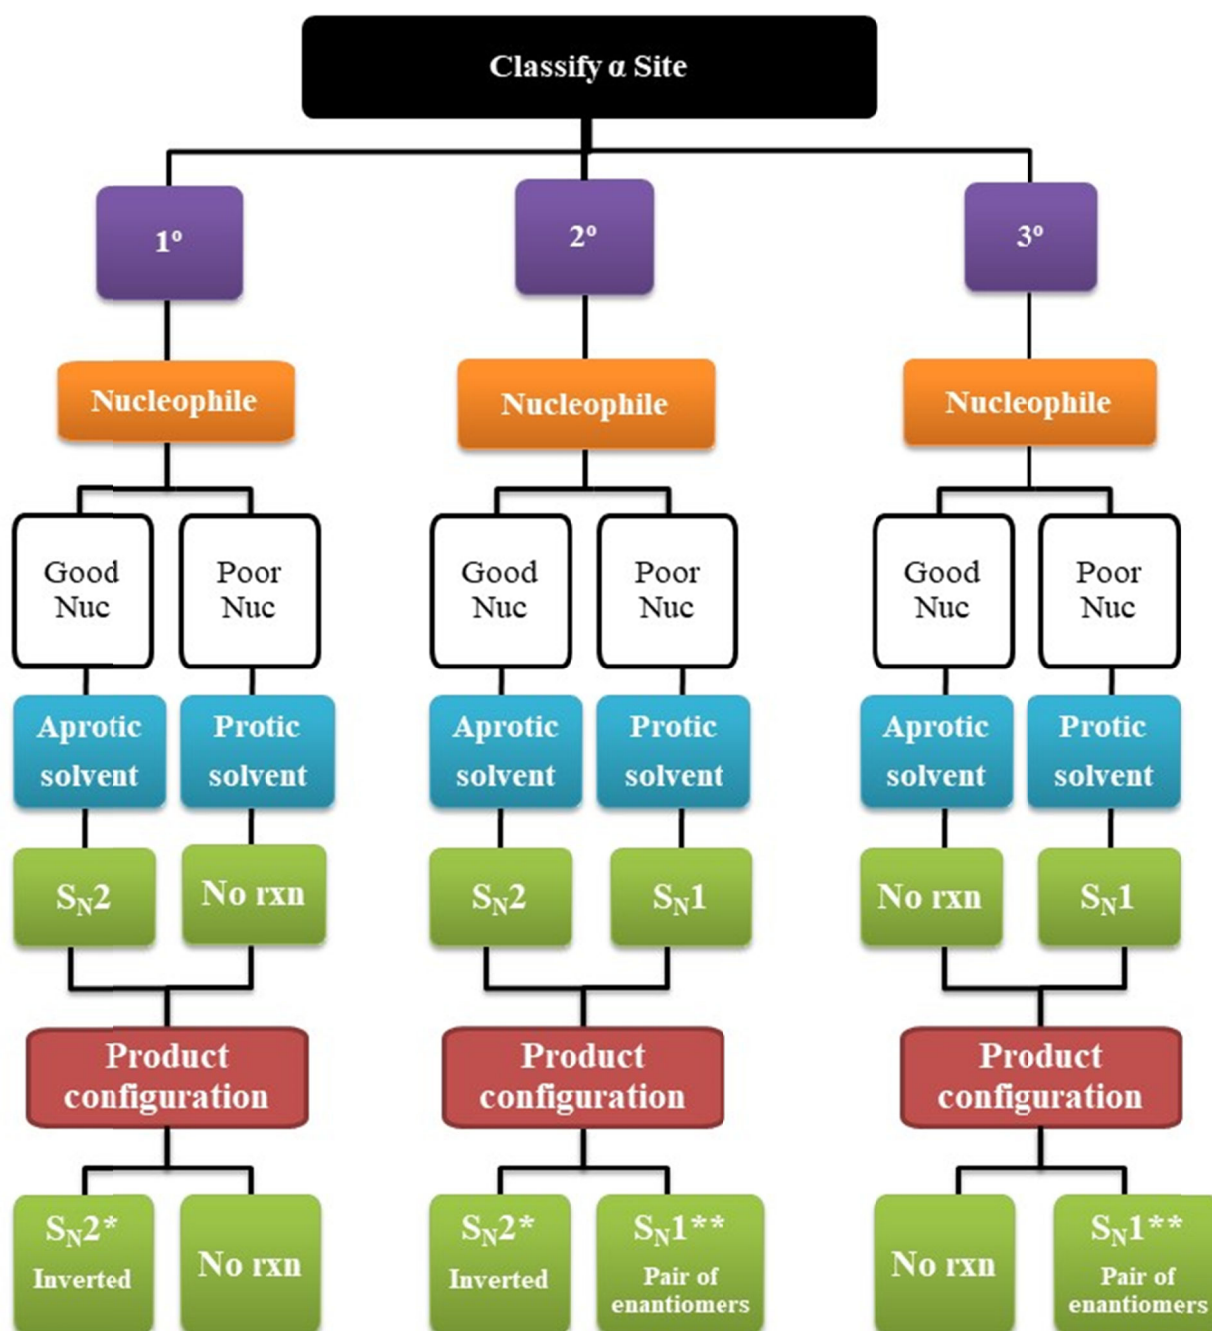 Classify α Site
1º
2º
3º
Nucleophile
Nucleophile
Nucleophile
Good
Nuc
Poor
Nuc
Good
Nuc
Poor
Nuc
Good
Nuc
Poor
Nuc
Aprotic
solvent
Protic
solvent
Aprotic
solvent
Protic
solvent
Aprotic
solvent
Protic
solvent
SN2
No rxn
SN2
SN1
No rxn
SN1
Product
configuration
Product
configuration
Product
configuration
SN2*
Inverted
No rxn
SN2*
Inverted
SN1**
Pair of
enantiomers
No rxn
SN1**
Pair of
enantiomers